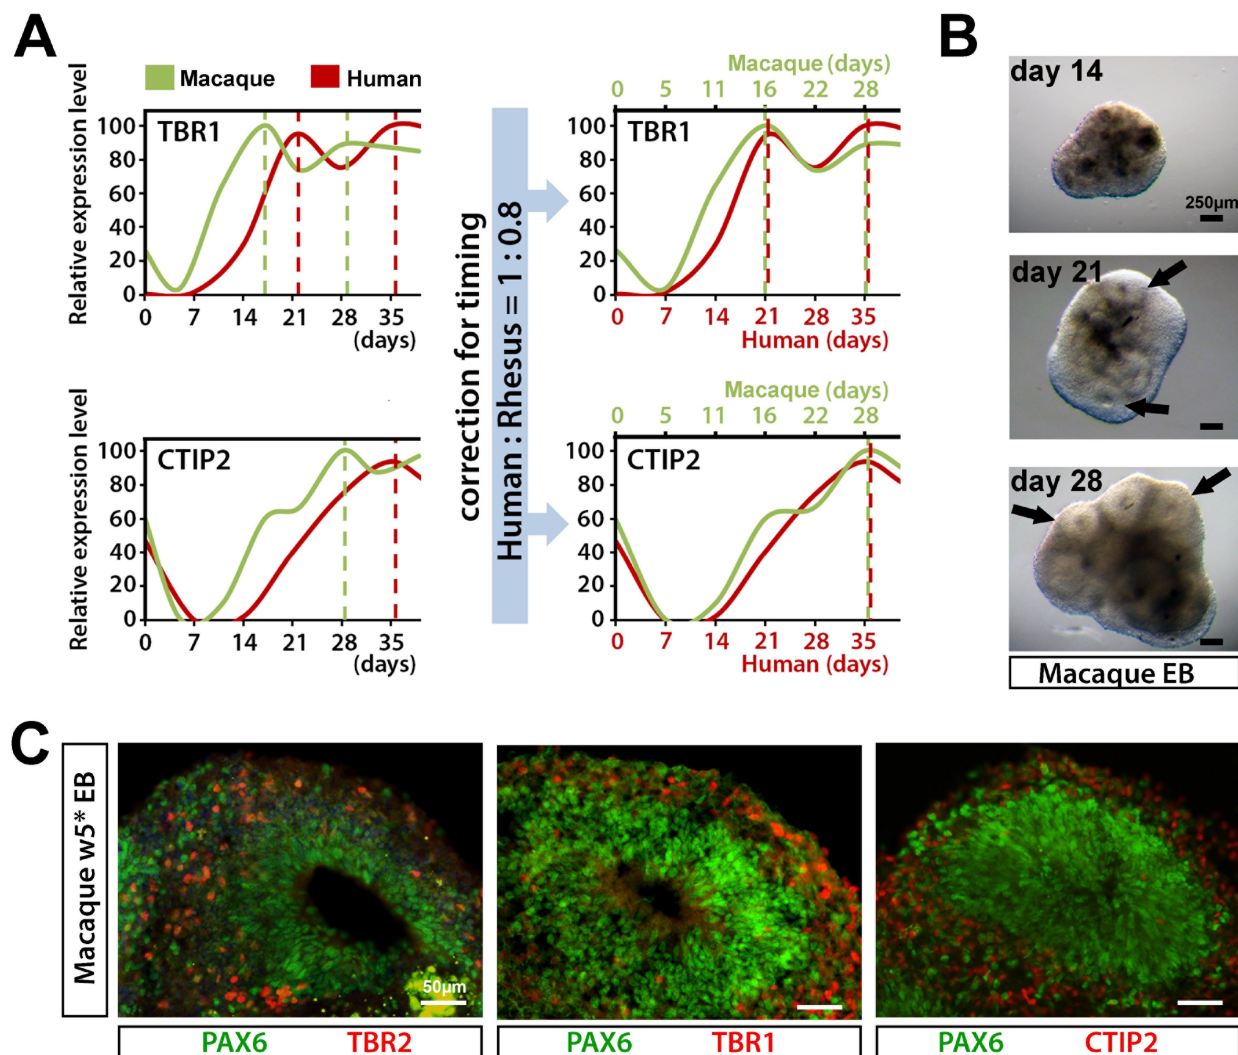 A
B
Macaque
Human
Relative expression level
TBR1
100
80
60
40
20
0
0 7 14 21 28 35
(days)
correction for timing
Human : Rhesus = 1 : 0.8
Macaque (days)
0 5 11 16 22 28
TBR1
100
80
60
40
20
0
0 7 14 21 28 35
Human (days)
Relative expression level
CTIP2
100
80
60
40
20
0
0 7 14 21 28 35
(days)
Macaque (days)
0 5 11 16 22 28
CTIP2
100
80
60
40
20
0
0 7 14 21 28 35
Human (days)
day 14
250μm
day 21
day 28
Macaque EB
C
Macaque w5* EB
50μm
PAX6 TBR2
PAX6 TBR1
PAX6 CTIP2